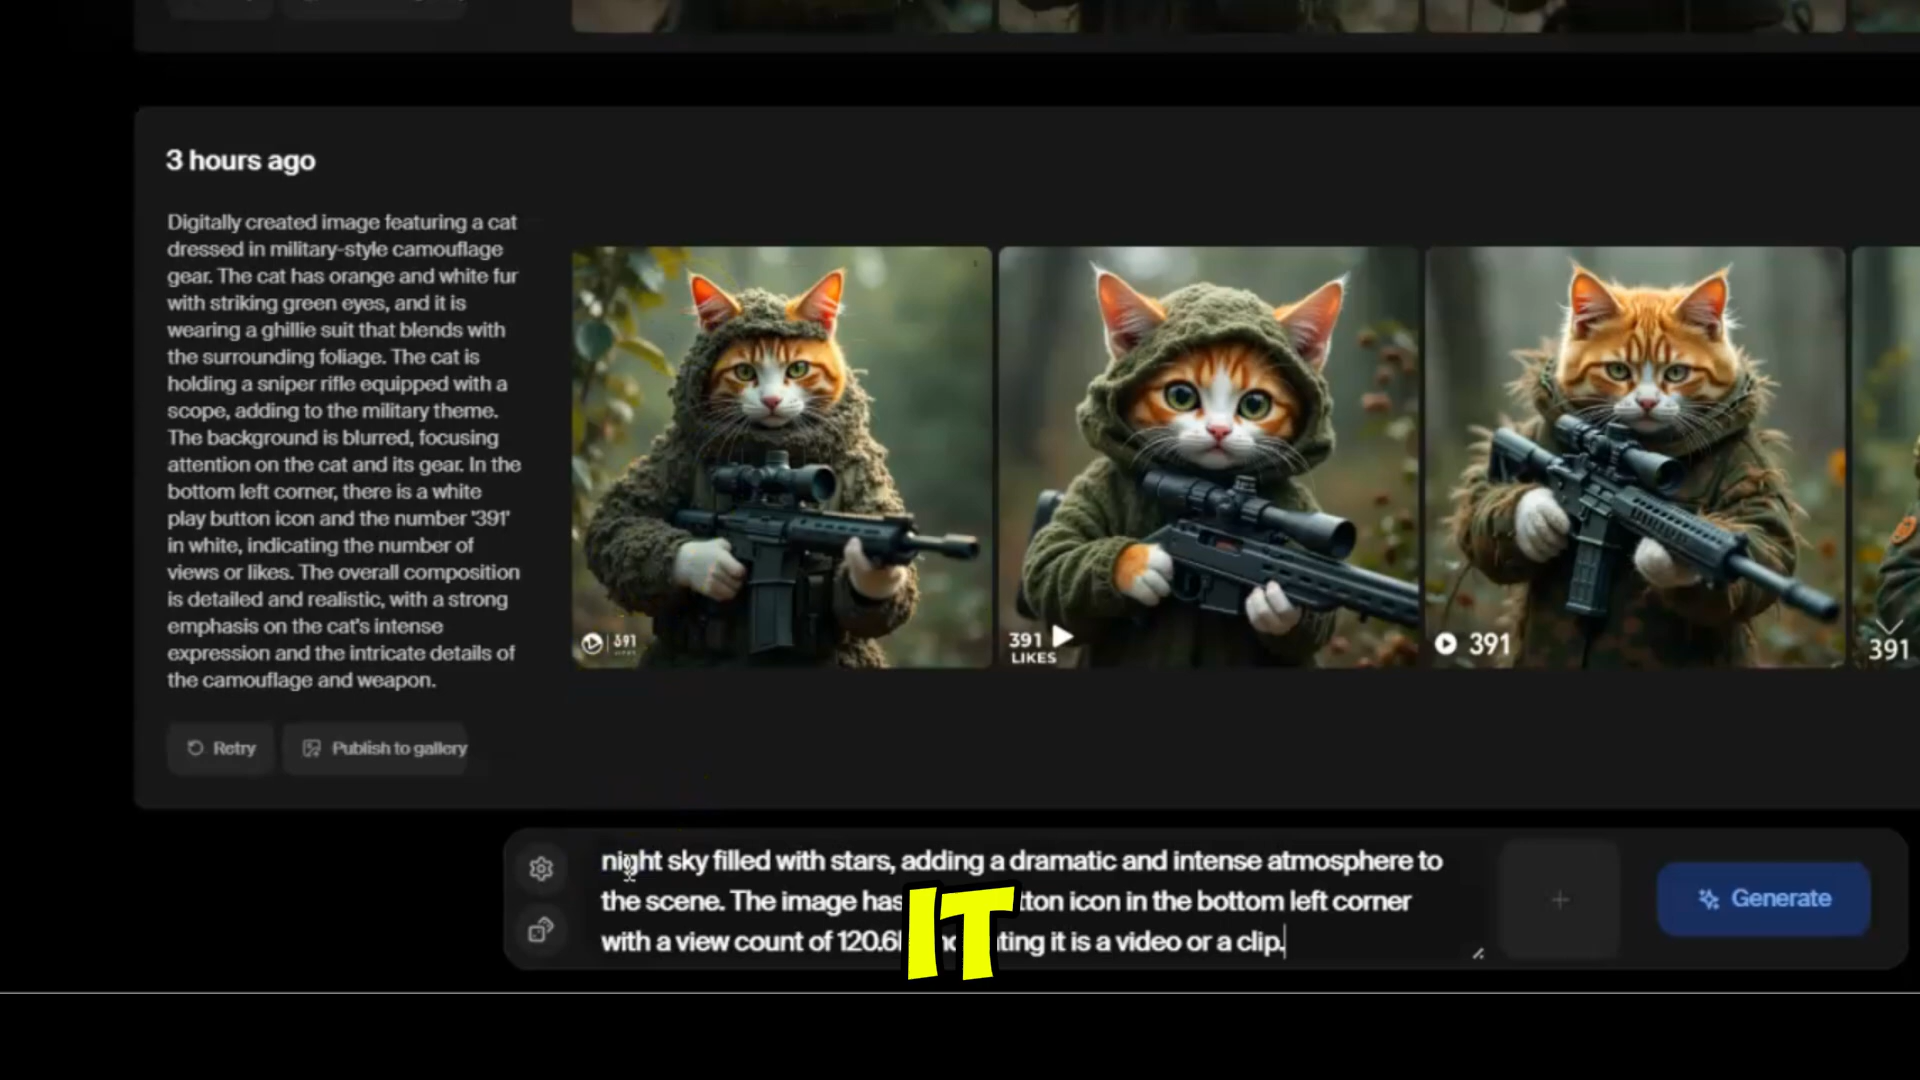 3 hours ago
Digitally created image featuring a cat
dressed in military-style camouflage
gear. The cat has orange and white fur
with striking green eyes, and it is
wearing a ghillie suit that blends with
the surrounding foliage. The cat is
holding a sniper rifle equipped with a
scope, adding to the military theme.
The background is blurred, focusing
attention on the cat and its gear. In the
bottom left corner, there is a white
play button icon and the number '391'
in white, indicating the number of
views or likes. The overall composition
is detailed and realistic, with a strong
emphasis on the cat's intense
expression and the intricate details of
the camouflage and weapon.
391
391
LIKES
391
391
Retry
Publish to gallery
night sky filled with stars, adding a dramatic and intense atmosphere to
the scene. The image has icon in the bottom left corner
with a view count of it is a video or a clip.
IT
Generate